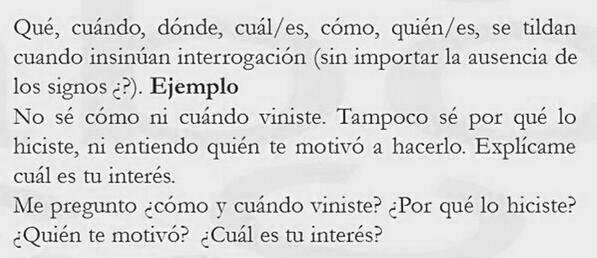 Qué, cuándo, dónde, cuál/es, cómo, quién/es, se tildan
cuando insinúan interrogación (sin importar la ausencia de
los signos ¿?). Ejemplo
No sé cómo ni cuándo viniste. Tampoco sé por qué lo
hiciste, ni entiendo quién te motivó a hacerlo. Explícame
cuál es tu interés.
Me pregunto ¿cómo y cuándo viniste? ¿Por qué lo hiciste?
¿Quién te motivó? ¿Cuál es tu interés?